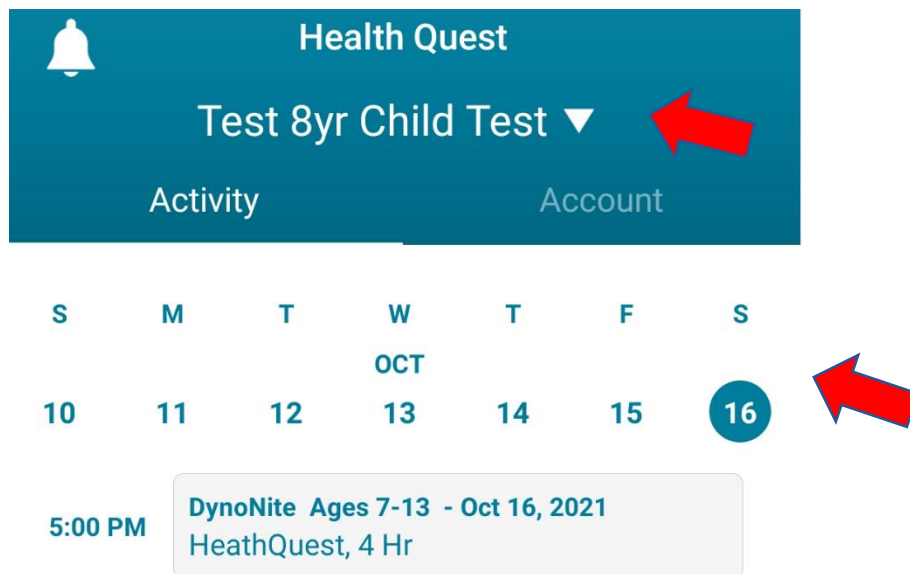 Health Quest
Test 8yr Child Test ▼
Activity Account
S M T W T F S
OCT
10 11 12 13 14 15 16
5:00 PM
DynoNite Ages 7-13 - Oct 16, 2021
HeathQuest, 4 Hr